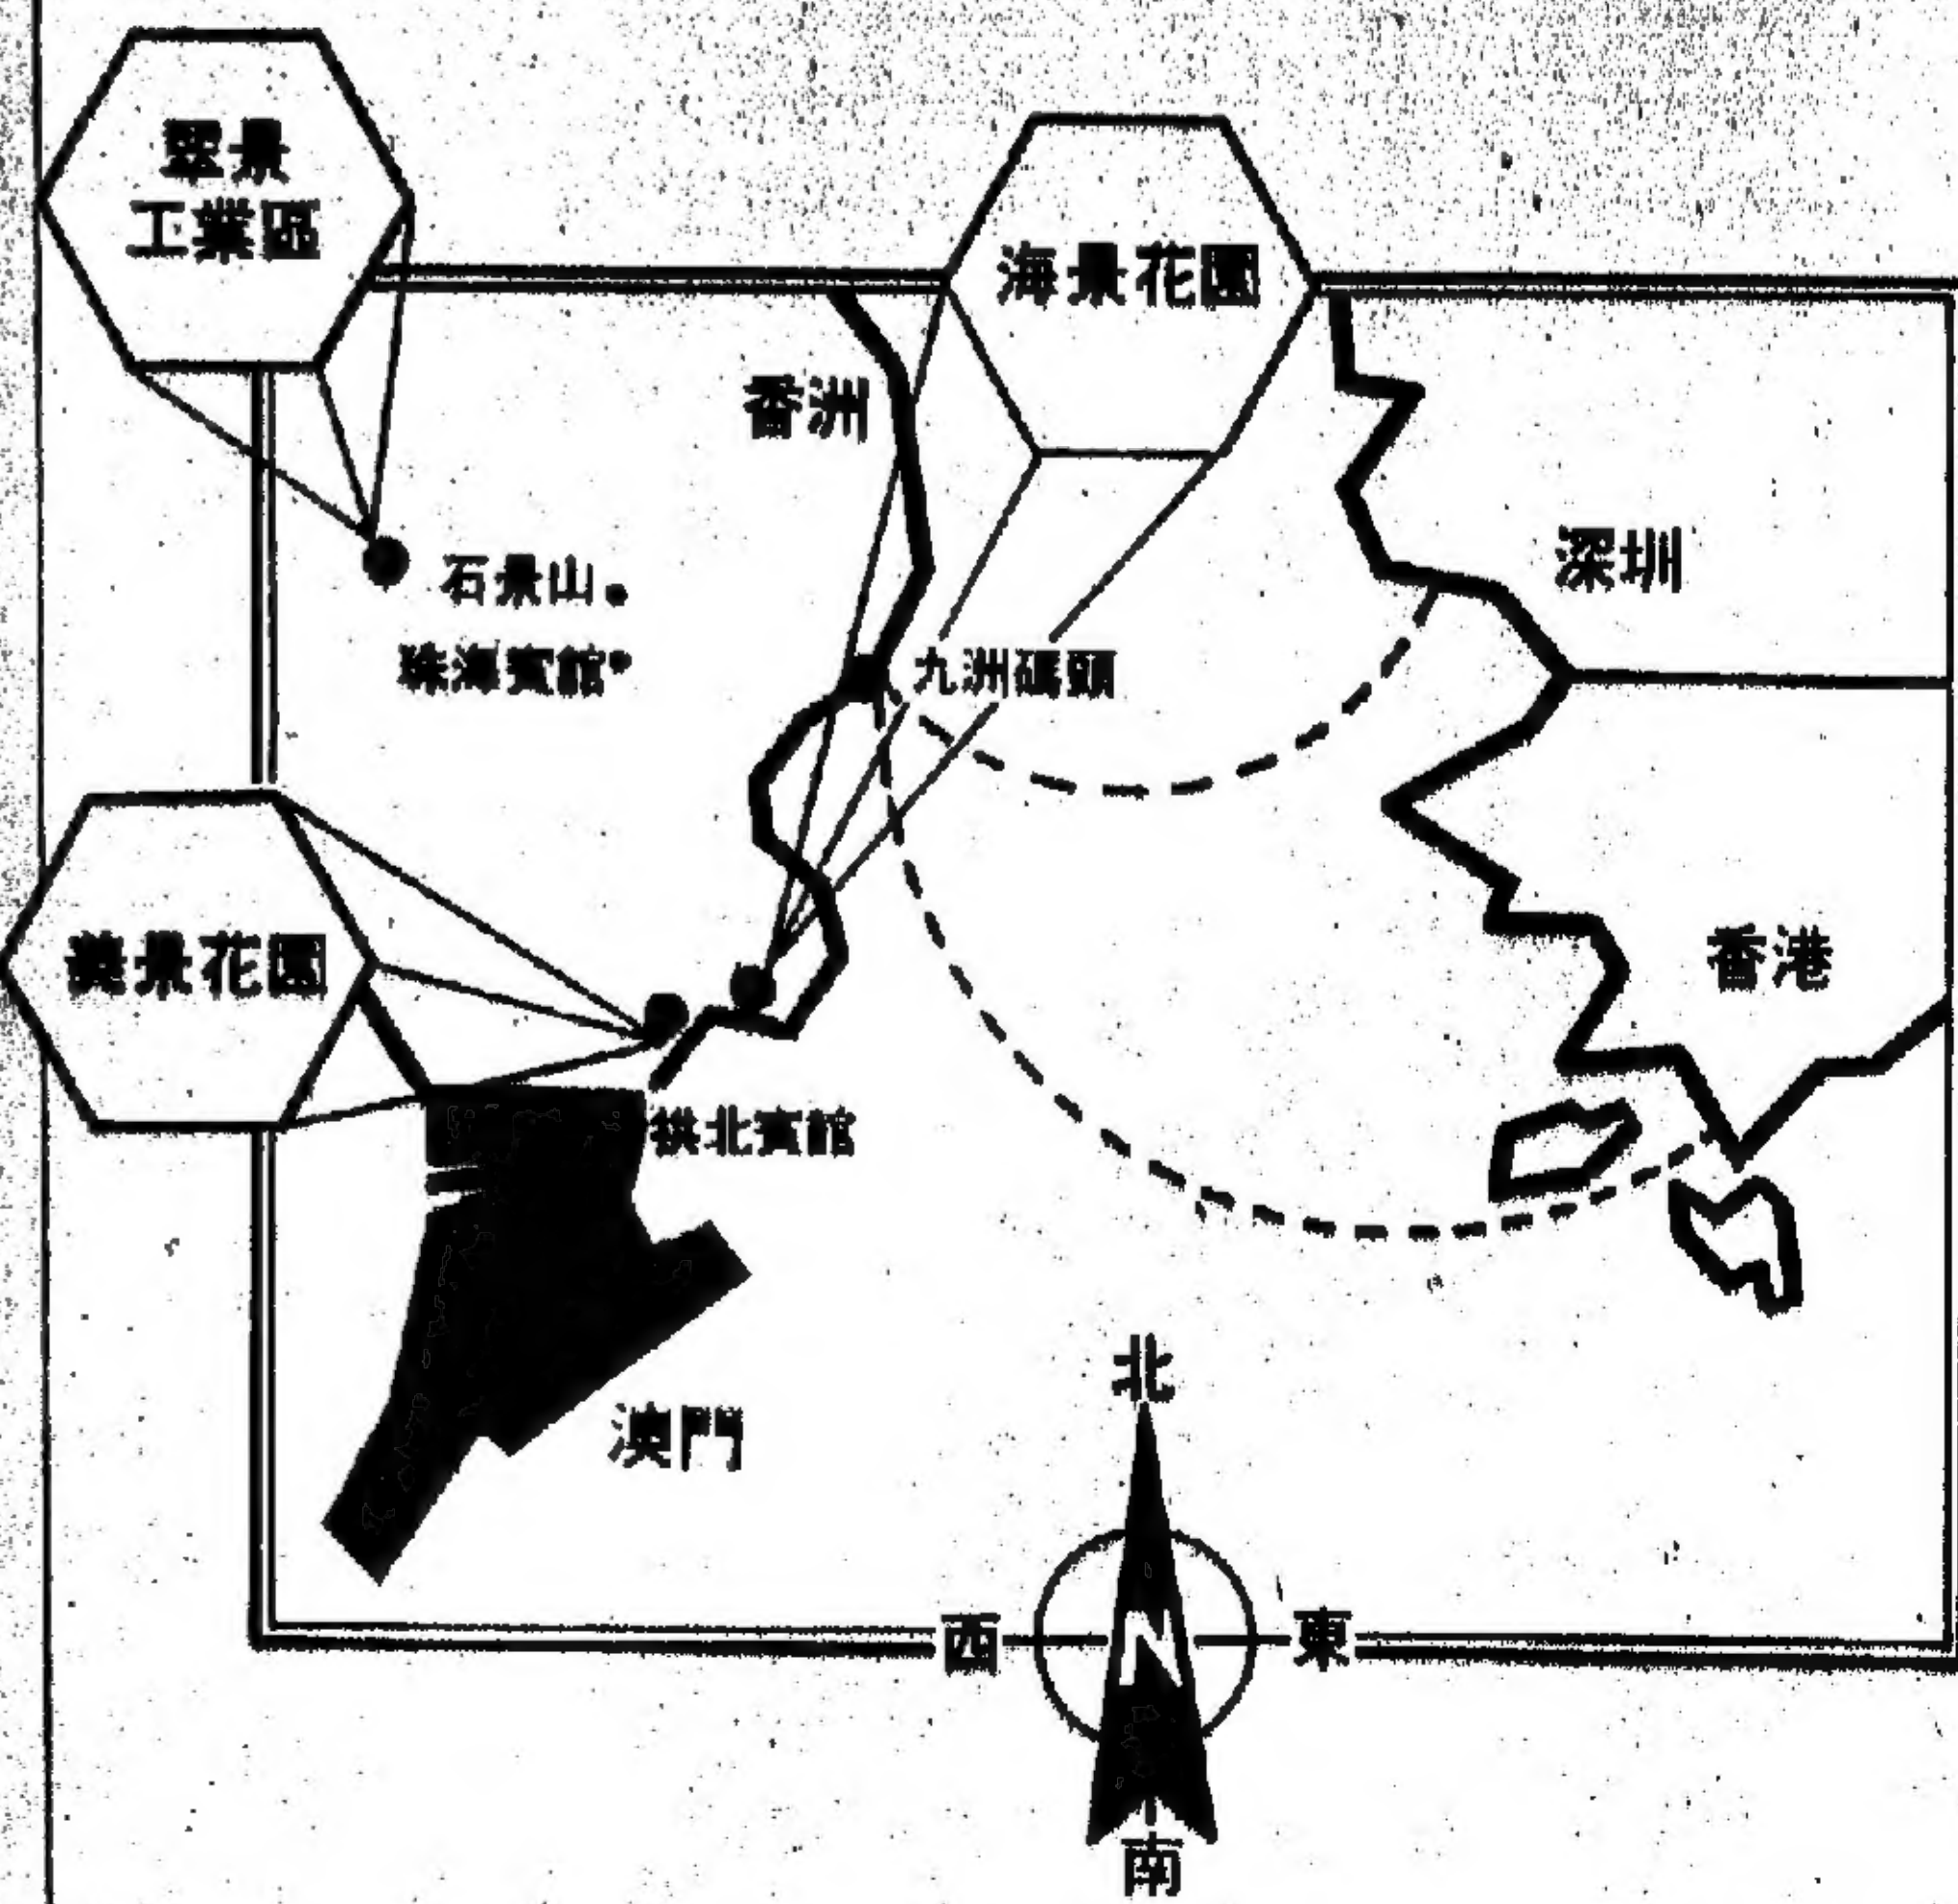 翠景
工業區
海景花園
香洲
深圳
石景山
珠海賓館
九洲碼頭
美景花園
香港
拱北賓館
澳門
北
西
N
東
南